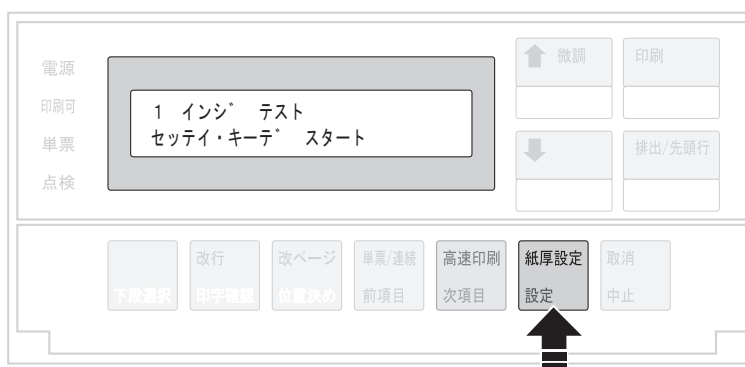 電源
印刷可
単票
点検
1 インジ゛ テスト
セッテイ・キーデ゛ スタート
微調
印刷
排出/先頭行
下段選択
改行
印字確認
改ページ
位置決め
単票/連続
前項目
高速印刷
次項目
紙厚設定
設定
取消
中止